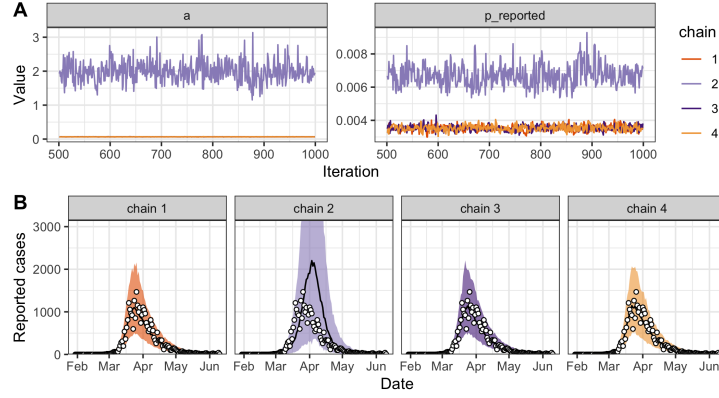 A
a
p_reported
chain
Value
3
2
1
0
0.008
0.006
0.004
1
2
3
4
500 600 700 800 900 1000
500 600 700 800 900 1000
Iteration
B
chain 1
chain 2
chain 3
chain 4
Reported cases
3000
2000
1000
0
Feb Mar Apr May Jun
Feb Mar Apr May Jun
Feb Mar Apr May Jun
Feb Mar Apr May Jun
Date